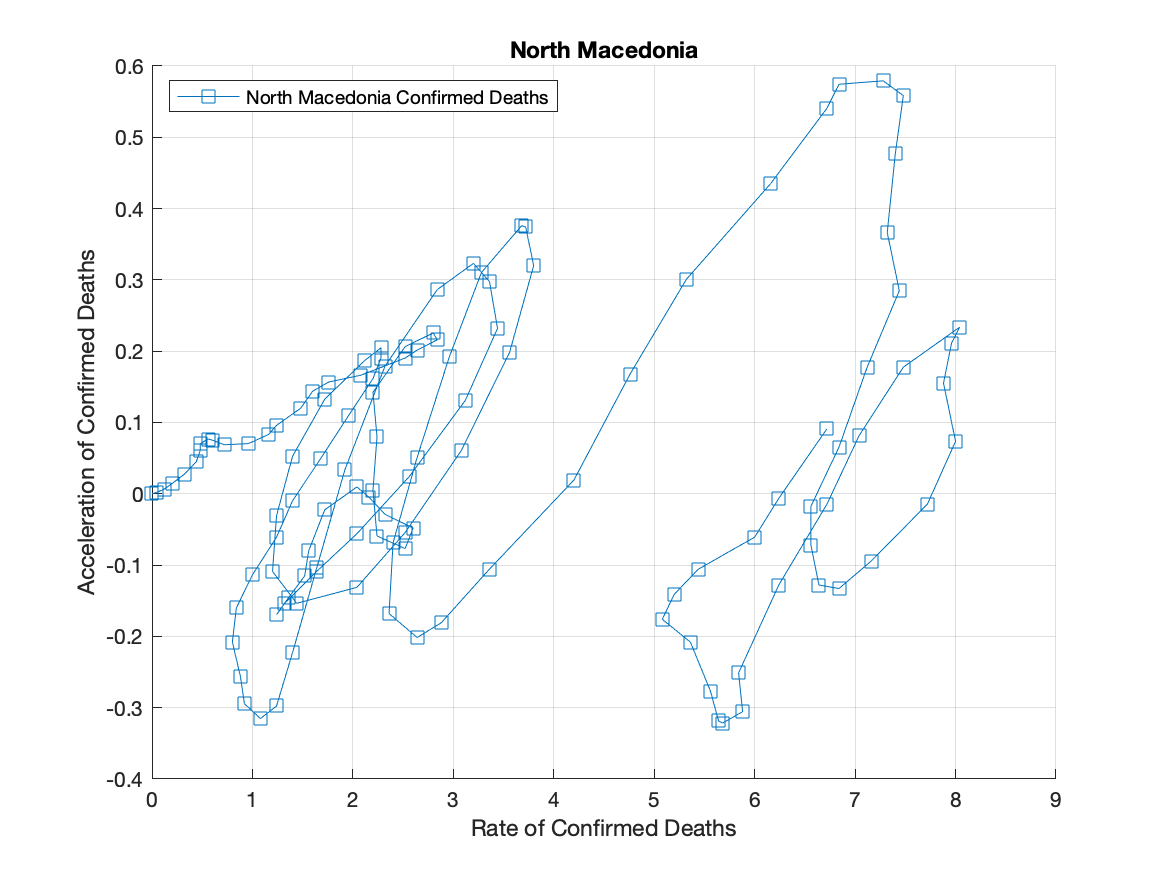 North Macedonia
North Macedonia Confirmed Deaths
0.6
0.5
0.4
0.3
0.2
0.1
0
-0.1
-0.2
-0.3
-0.4
Acceleration of Confirmed Deaths
0 1 2 3 4 5 6 7 8 9
Rate of Confirmed Deaths